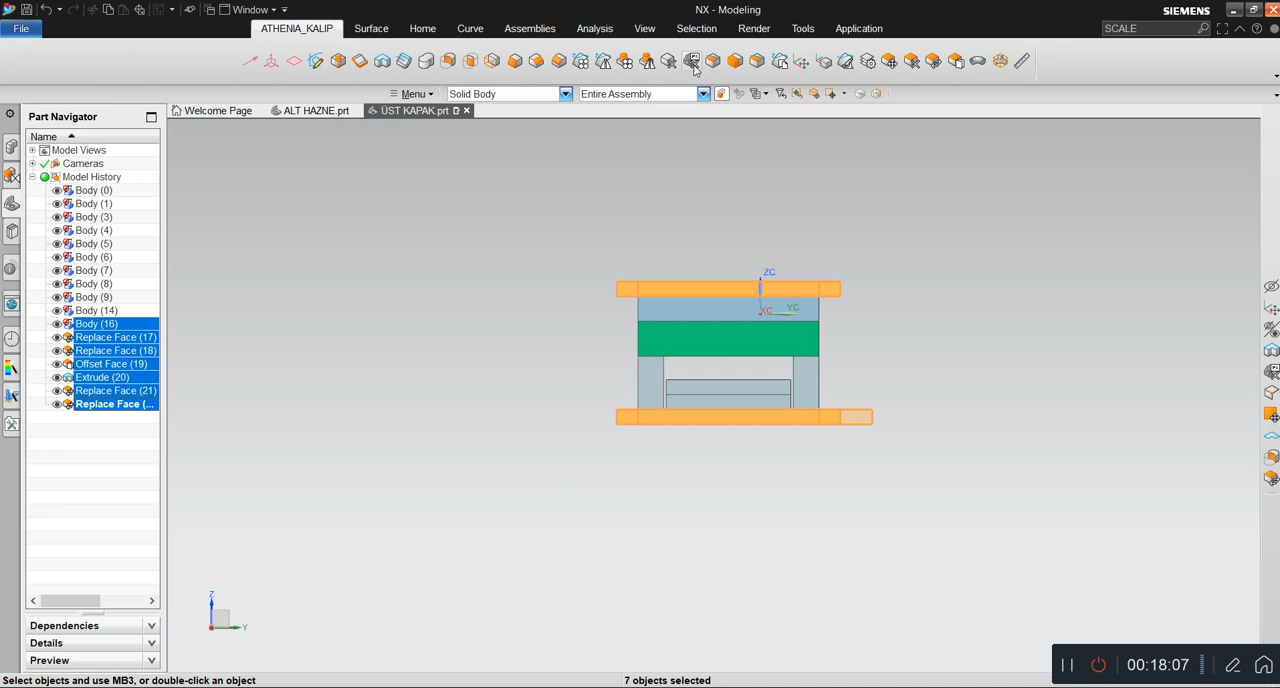 Window
NX - Modeling
SIEMENS
File
ATHENIA_KALIP
Surface
Home
Curve
Assemblies
Analysis
View
Selection
Render
Tools
Application
SCALE
Menu
Solid Body
Entire Assembly
Part Navigator
Welcome Page
ALT HAZNE.prt
ÜST KAPAK.prt
Name
Model Views
Cameras
Model History
Body (0)
Body (1)
Body (3)
Body (4)
Body (5)
Body (6)
Body (7)
Body (8)
Body (9)
Body (14)
Body (16)
Replace Face (17)
Replace Face (18)
Offset Face (19)
Extrude (20)
Replace Face (21)
Replace Face (...
ZC
XC
YC
Z
Y
Dependencies
Details
Preview
00:18:07
Select objects and use MB3, or double-click an object
7 objects selected